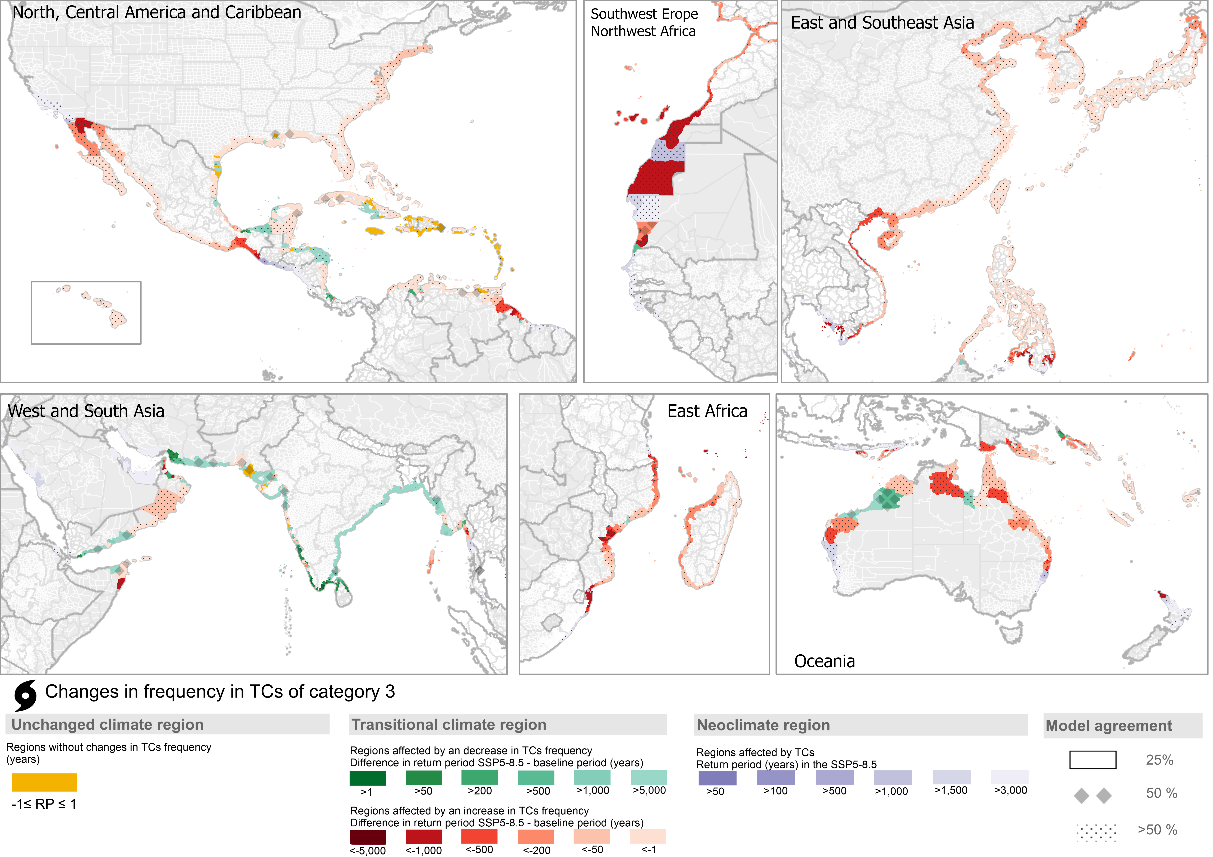 North, Central America and Caribbean
Southwest Erope
Northwest Africa
East and Southeast Asia
West and South Asia
East Africa
Oceania
Changes in frequency in TCs of category 3
Unchanged climate region
Regions without changes in TCs frequency
(years)
-1≤ RP ≤ 1
Transitional climate region
Regions affected by an decrease in TCs frequency
Difference in return period SSP5-8.5 - baseline period (years)
>1 >50 >200 >500 >1,000 >5,000
Regions affected by an increase in TCs frequency
Difference in return period SSP5-8.5 - baseline period (years)
<-5,000 <-1,000 <-500 <-200 <-50 <-1
Neoclimate region
Regions affected by TCs
Return period (years) in the SSP5-8.5
>50 >100 >500 >1,000 >1,500 >3,000
Model agreement
25%
50 %
>50 %